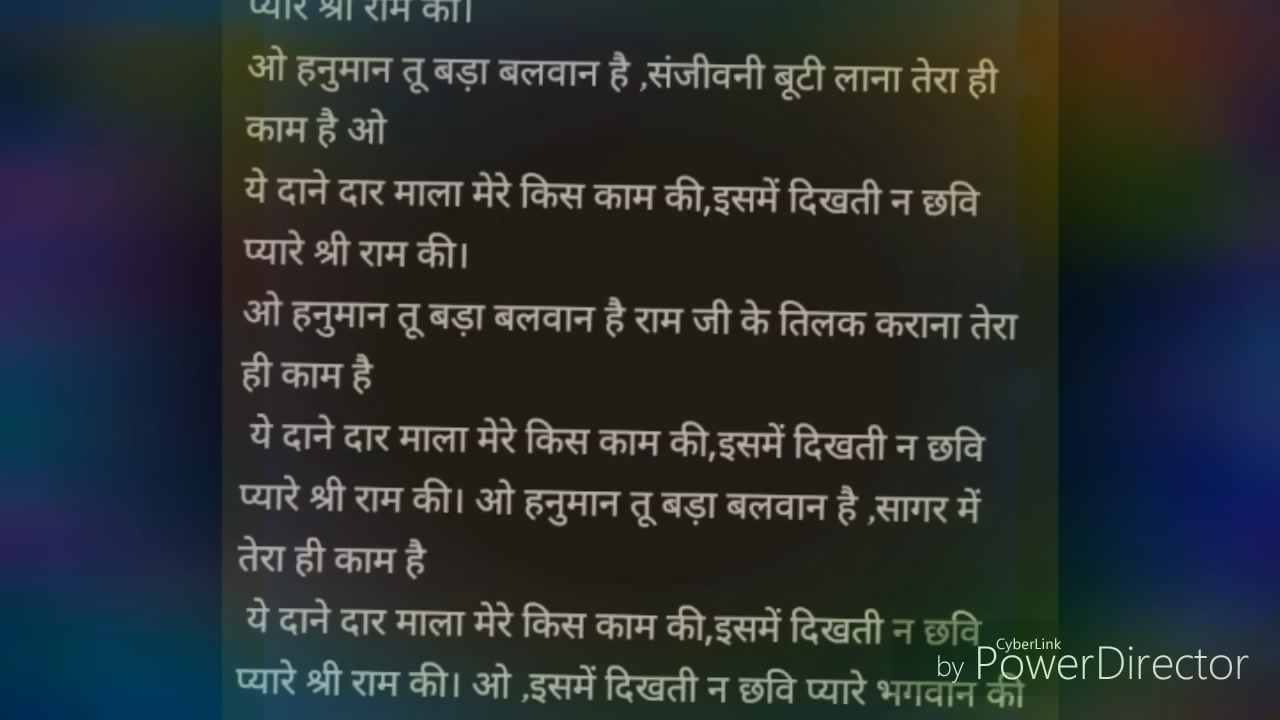 प्यारे श्री राम की।
ओ हनुमान तू बड़ा बलवान है ,संजीवनी बूटी लाना तेरा ही
काम है ओ
ये दाने दार माला मेरे किस काम की,इसमें दिखती न छवि
प्यारे श्री राम की।
ओ हनुमान तू बड़ा बलवान है राम जी के तिलक कराना तेरा
ही काम है
ये दाने दार माला मेरे किस काम की,इसमें दिखती न छवि
प्यारे श्री राम की। ओ हनुमान तू बड़ा बलवान है ,सागर में
तेरा ही काम है
ये दाने दार माला मेरे किस काम की,इसमें दिखती न छवि
प्यारे श्री राम की। ओ ,इसमें दिखती न छवि प्यारे भगवान की
CyberLink
by PowerDirector